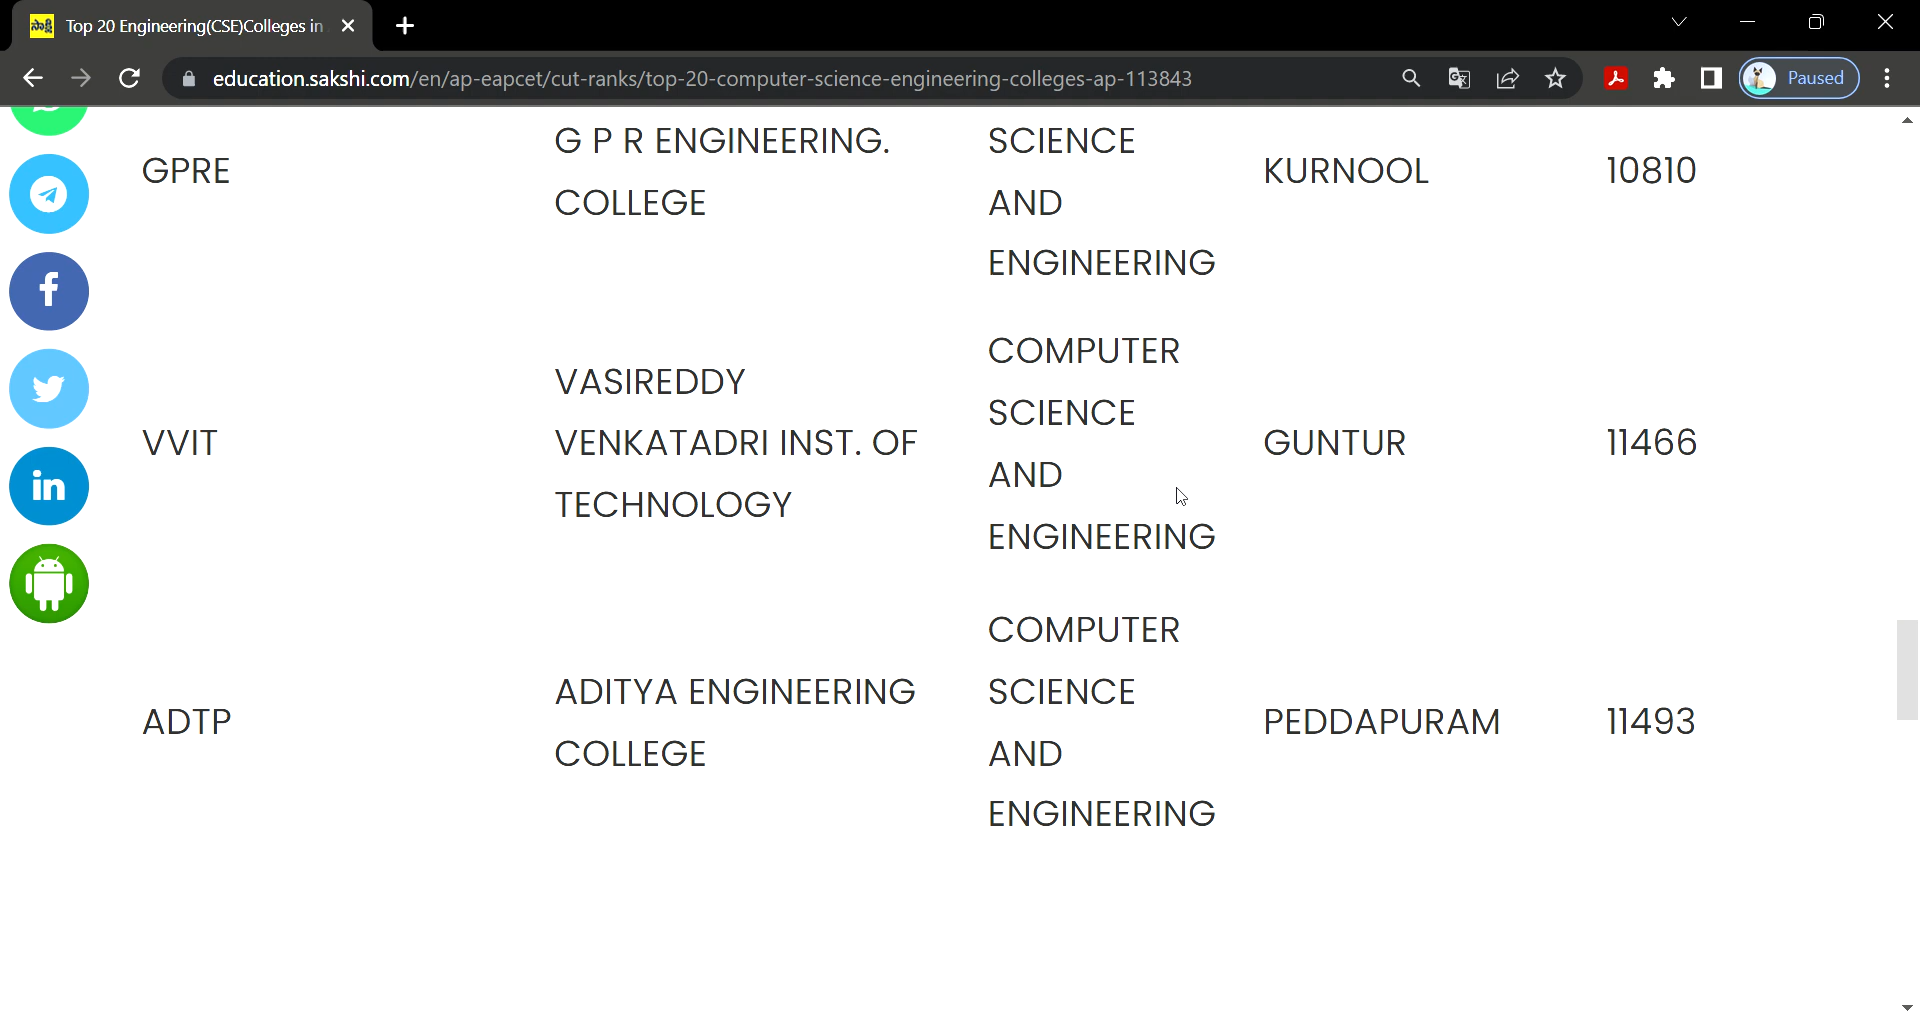 సాక్షి
Top 20 Engineering(CSE)Colleges in
education.sakshi.com/en/ap-eapcet/cut-ranks/top-20-computer-science-engineering-colleges-ap-113843
Paused
GPRE
G P R ENGINEERING.
COLLEGE
SCIENCE
AND
ENGINEERING
KURNOOL
10810
VVIT
VASIREDDY
VENKATADRI INST. OF
TECHNOLOGY
COMPUTER
SCIENCE
AND
ENGINEERING
GUNTUR
11466
ADTP
ADITYA ENGINEERING
COLLEGE
COMPUTER
SCIENCE
AND
ENGINEERING
PEDDAPURAM
11493